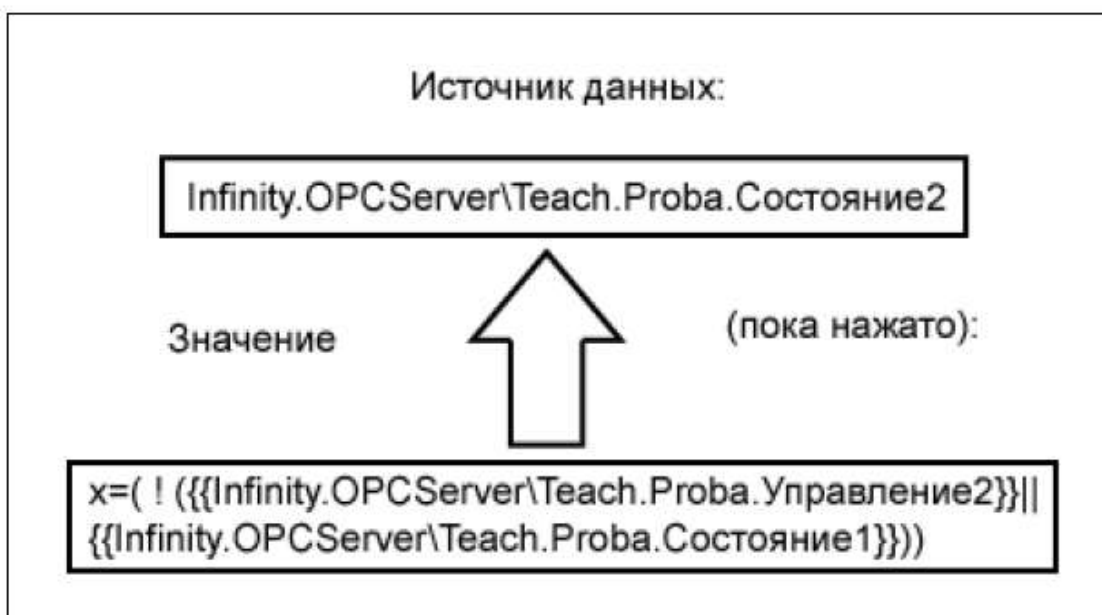 Источник данных:
Infinity.OPCServer\Teach.Proba.Состояние2
Значение
(пока нажато):
x=( ! ({{Infinity.OPCServer\Teach.Proba.Управление2}}||
{{Infinity.OPCServer\Teach.Proba.Состояние1}}))